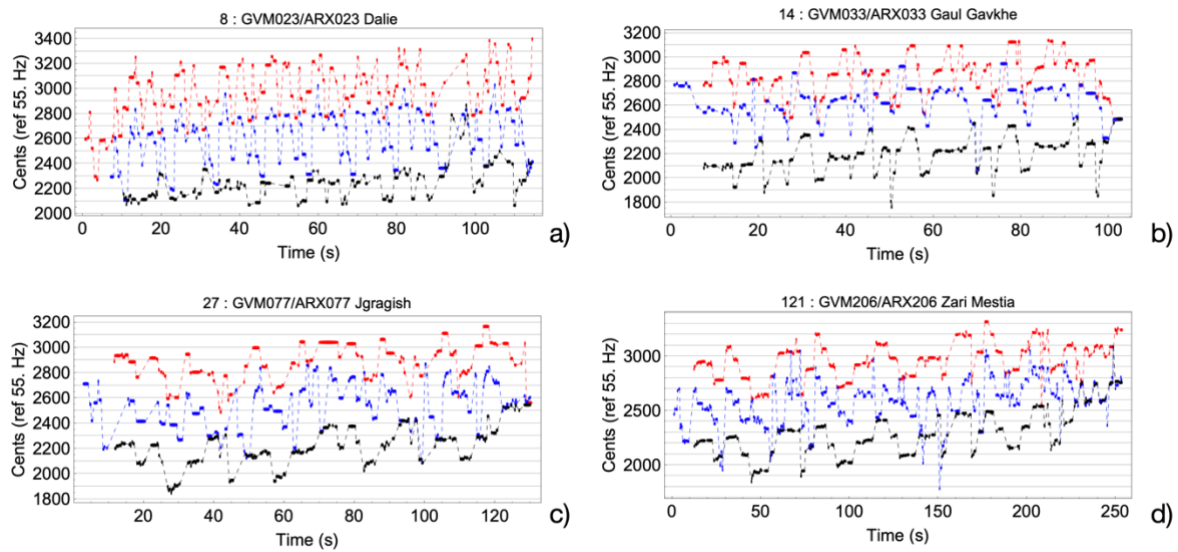 8 : GVM023/ARX023 Dalie
3400
3200
3000
2800
2600
2400
2200
2000
Cents (ref 55. Hz)
0 20 40 60 80 100
Time (s)
a)
14 : GVM033/ARX033 Gaul Gavkhe
3200
3000
2800
2600
2400
2200
2000
1800
Cents (ref 55. Hz)
0 20 40 60 80 100
Time (s)
b)
27 : GVM077/ARX077 Jgragish
3200
3000
2800
2600
2400
2200
2000
1800
Cents (ref 55. Hz)
20 40 60 80 100 120
Time (s)
c)
121 : GVM206/ARX206 Zari Mestia
3000
2500
2000
Cents (ref 55. Hz)
0 50 100 150 200 250
Time (s)
d)